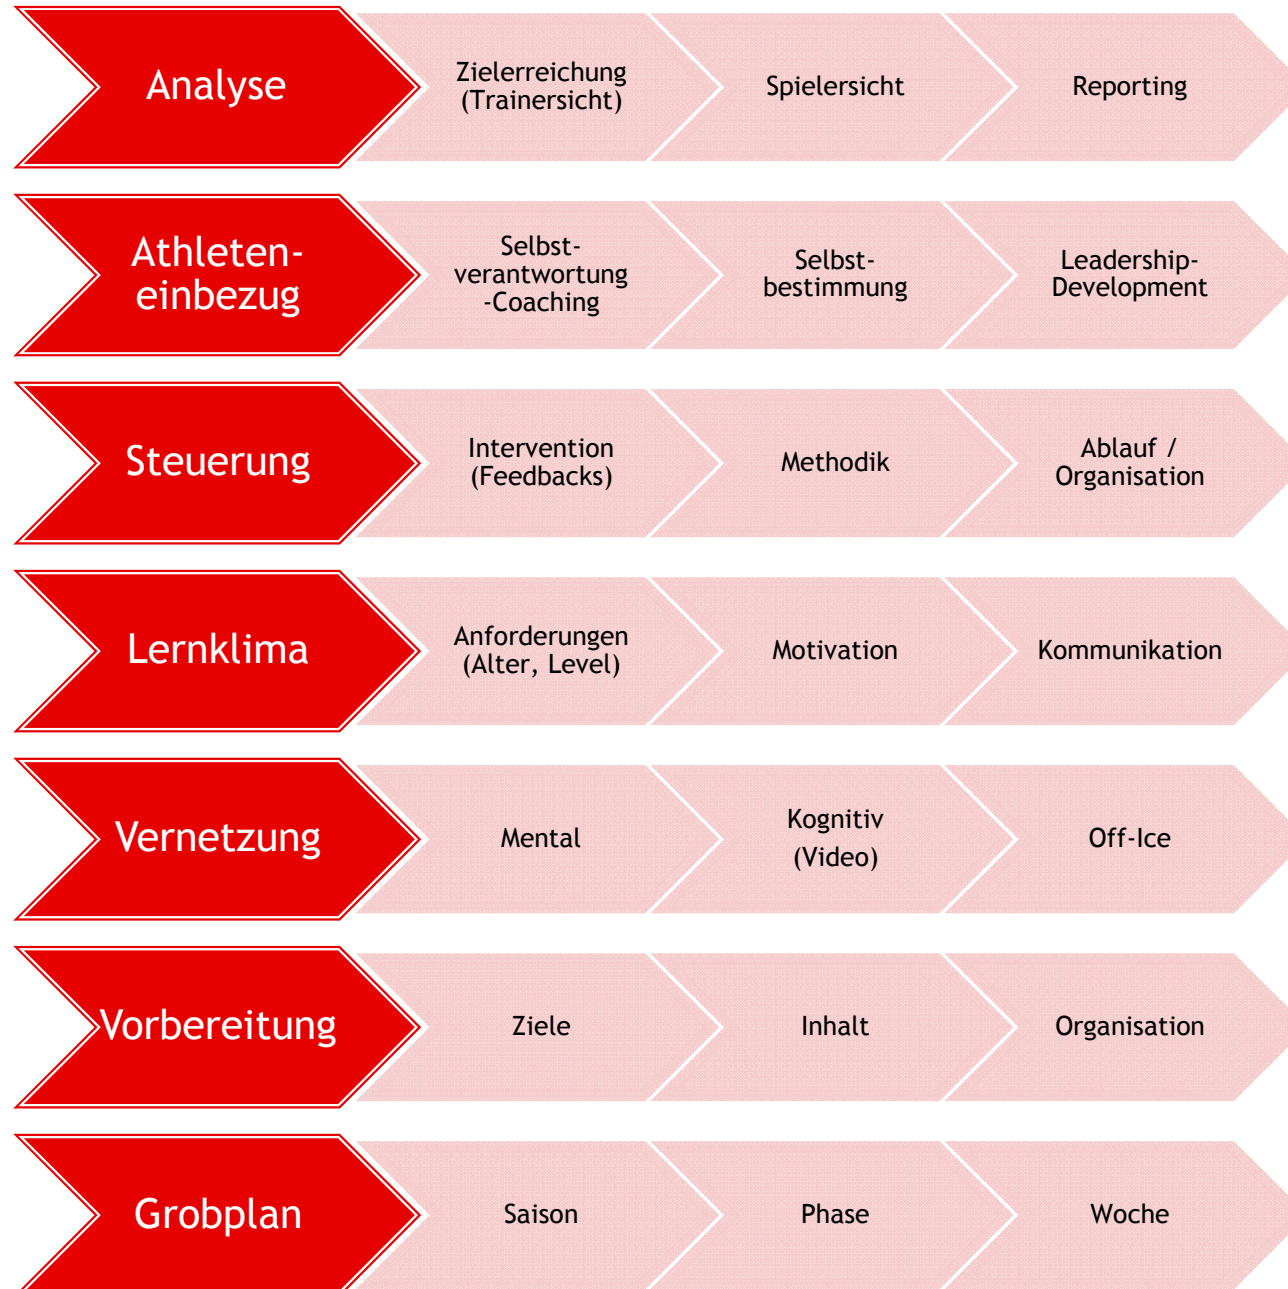 Analyse
Zielerreichung
(Trainersicht)
Spielersicht
Reporting
Athleten-
einbezug
Selbst-
verantwortung
-Coaching
Selbst-
bestimmung
Leadership-
Development
Steuerung
Intervention
(Feedbacks)
Methodik
Ablauf /
Organisation
Lernklima
Anforderungen
(Alter, Level)
Motivation
Kommunikation
Vernetzung
Mental
Kognitiv
(Video)
Off-Ice
Vorbereitung
Ziele
Inhalt
Organisation
Grobplan
Saison
Phase
Woche